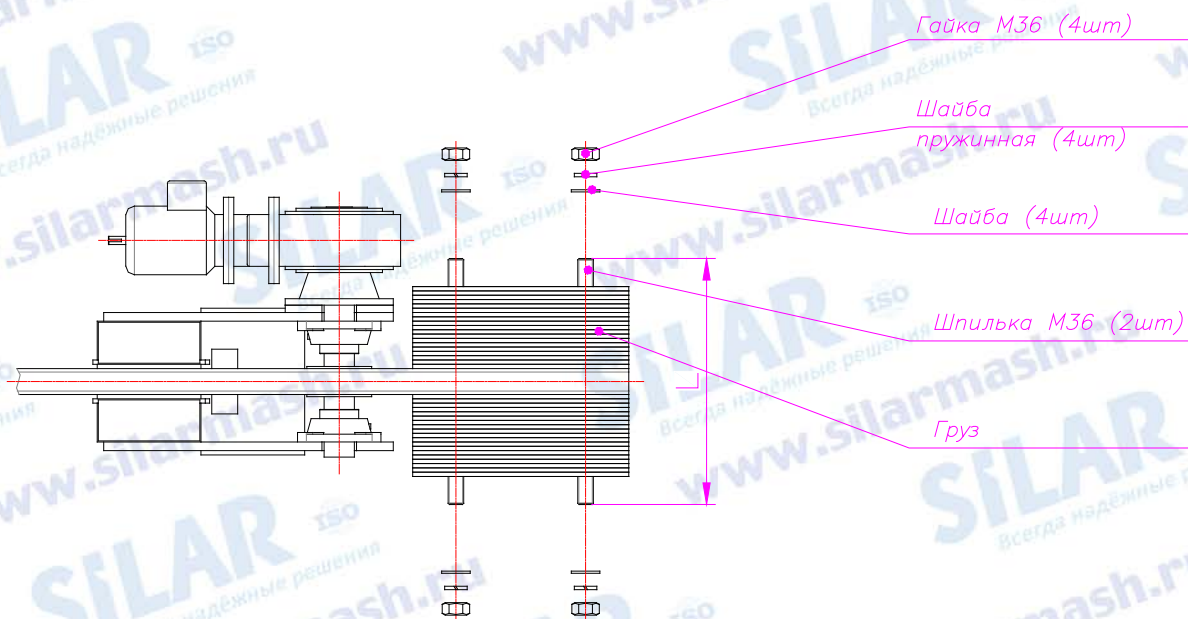 Гайка М36 (4шт)
Шайба
пружинная (4шт)
Шайба (4шт)
Шпилька М36 (2шт)
Груз
L
SILAR ISO
Всегда надёжные решения
www.silarmash.ru